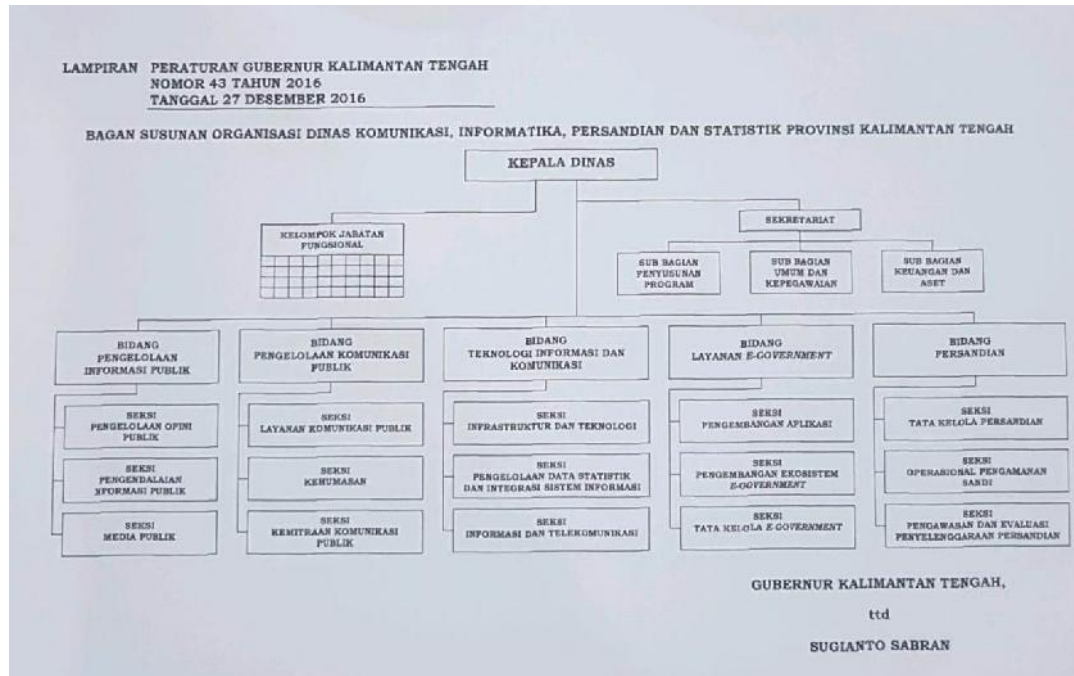 LAMPIRAN PERATURAN GUBERNUR KALIMANTAN TENGAH
NOMOR 43 TAHUN 2016
TANGGAL 27 DESEMBER 2016
BAGAN SUSUNAN ORGANISASI DINAS KOMUNIKASI, INFORMATIKA, PERSANDIAN DAN STATISTIK PROVINSI KALIMANTAN TENGAH
KEPALA DINAS
KELOMPOK JABATAN
FUNGSIONAL
SEKRETARIAT
SUB BAGIAN
PENYUSUNAN
PROGRAM
SUB BAGIAN
UMUM DAN
KEPEGAWAIAN
SUB BAGIAN
KEUANGAN DAN
ASET
BIDANG
PENGELOLAAN
INFORMASI PUBLIK
SEKSI
PENGELOLAAN OPINI
PUBLIK
SEKSI
PENGENDALAIAN
NFORMASI PUBLIK
SEKSI
MEDIA PUBLIK
BIDANG
PENGELOLAAN KOMUNIKASI
PUBLIK
SEKSI
LAYANAN KOMUNIKASI PUBLIK
SEKSI
KEHUMASAN
SEKSI
KEMITRAAN KOMUNIKASI
PUBLIK
BIDANG
TEKNOLOGI INFORMASI DAN
KOMUNIKASI
SEKSI
INFRASTRUKTUR DAN TEKNOLOGI
SEKSI
PENGELOLAAN DATA STATISTIK
DAN INTEGRASI SISTEM INFORMASI
SEKSI
INFORMASI DAN TELEKOMUNIKASI
BIDANG
LAYANAN E-GOVERNMENT
SEKSI
PENGEMBANGAN APLIKASI
SEKSI
PENGEMBANGAN EKOSISTEM
E-GOVERNMENT
SEKSI
TATA KELOLA E-GOVERNMENT
BIDANG
PERSANDIAN
SEKSI
TATA KELOLA PERSANDIAN
SEKSI
OPERASIONAL PENGAMANAN
SANDI
SEKSI
PENGAWASAN DAN EVALUASI
PENYELENGGARAAN PERSANDIAN
GUBERNUR KALIMANTAN TENGAH,
ttd
SUGIANTO SABRAN